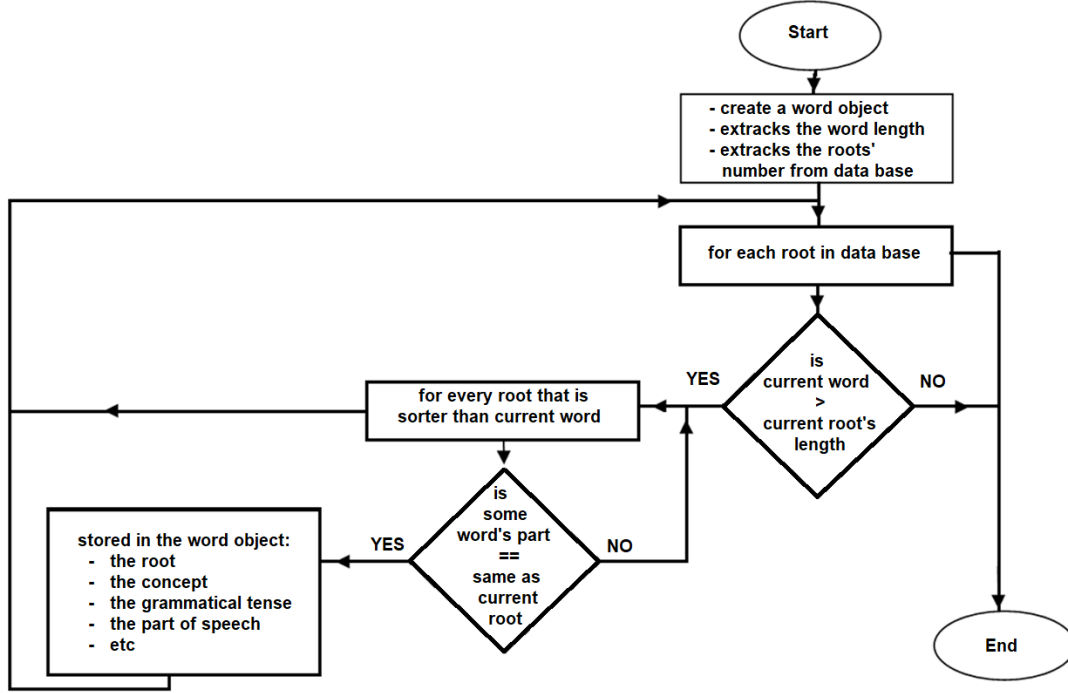 Start
- create a word object
- extracks the word length
- extracks the roots'
number from data base
for each root in data base
is
current word
>
current root's
length
YES
NO
for every root that is
sorter than current word
is
some
word's part
==
same as
current
root
YES
NO
stored in the word object:
- the root
- the concept
- the grammatical tense
- the part of speech
- etc
End